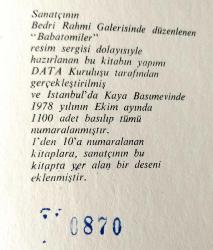 Sanatçının
Bedri Rahmi Galerisinde düzenlenen
"Babatomiler"
resim sergisi dolayısıyle
hazırlanan bu kitabın yapımı
DATA Kuruluşu tarafından
gerçekleştirilmiş
ve İstanbul'da Kaya Basımevinde
1978 yılının Ekim ayında
1100 adet basılıp tümü
numaralanmıştır.
1'den 10'a numaralanan
kitaplara, sanatçının bu
kitapta yer alan bir deseni
eklenmiştir.
0870